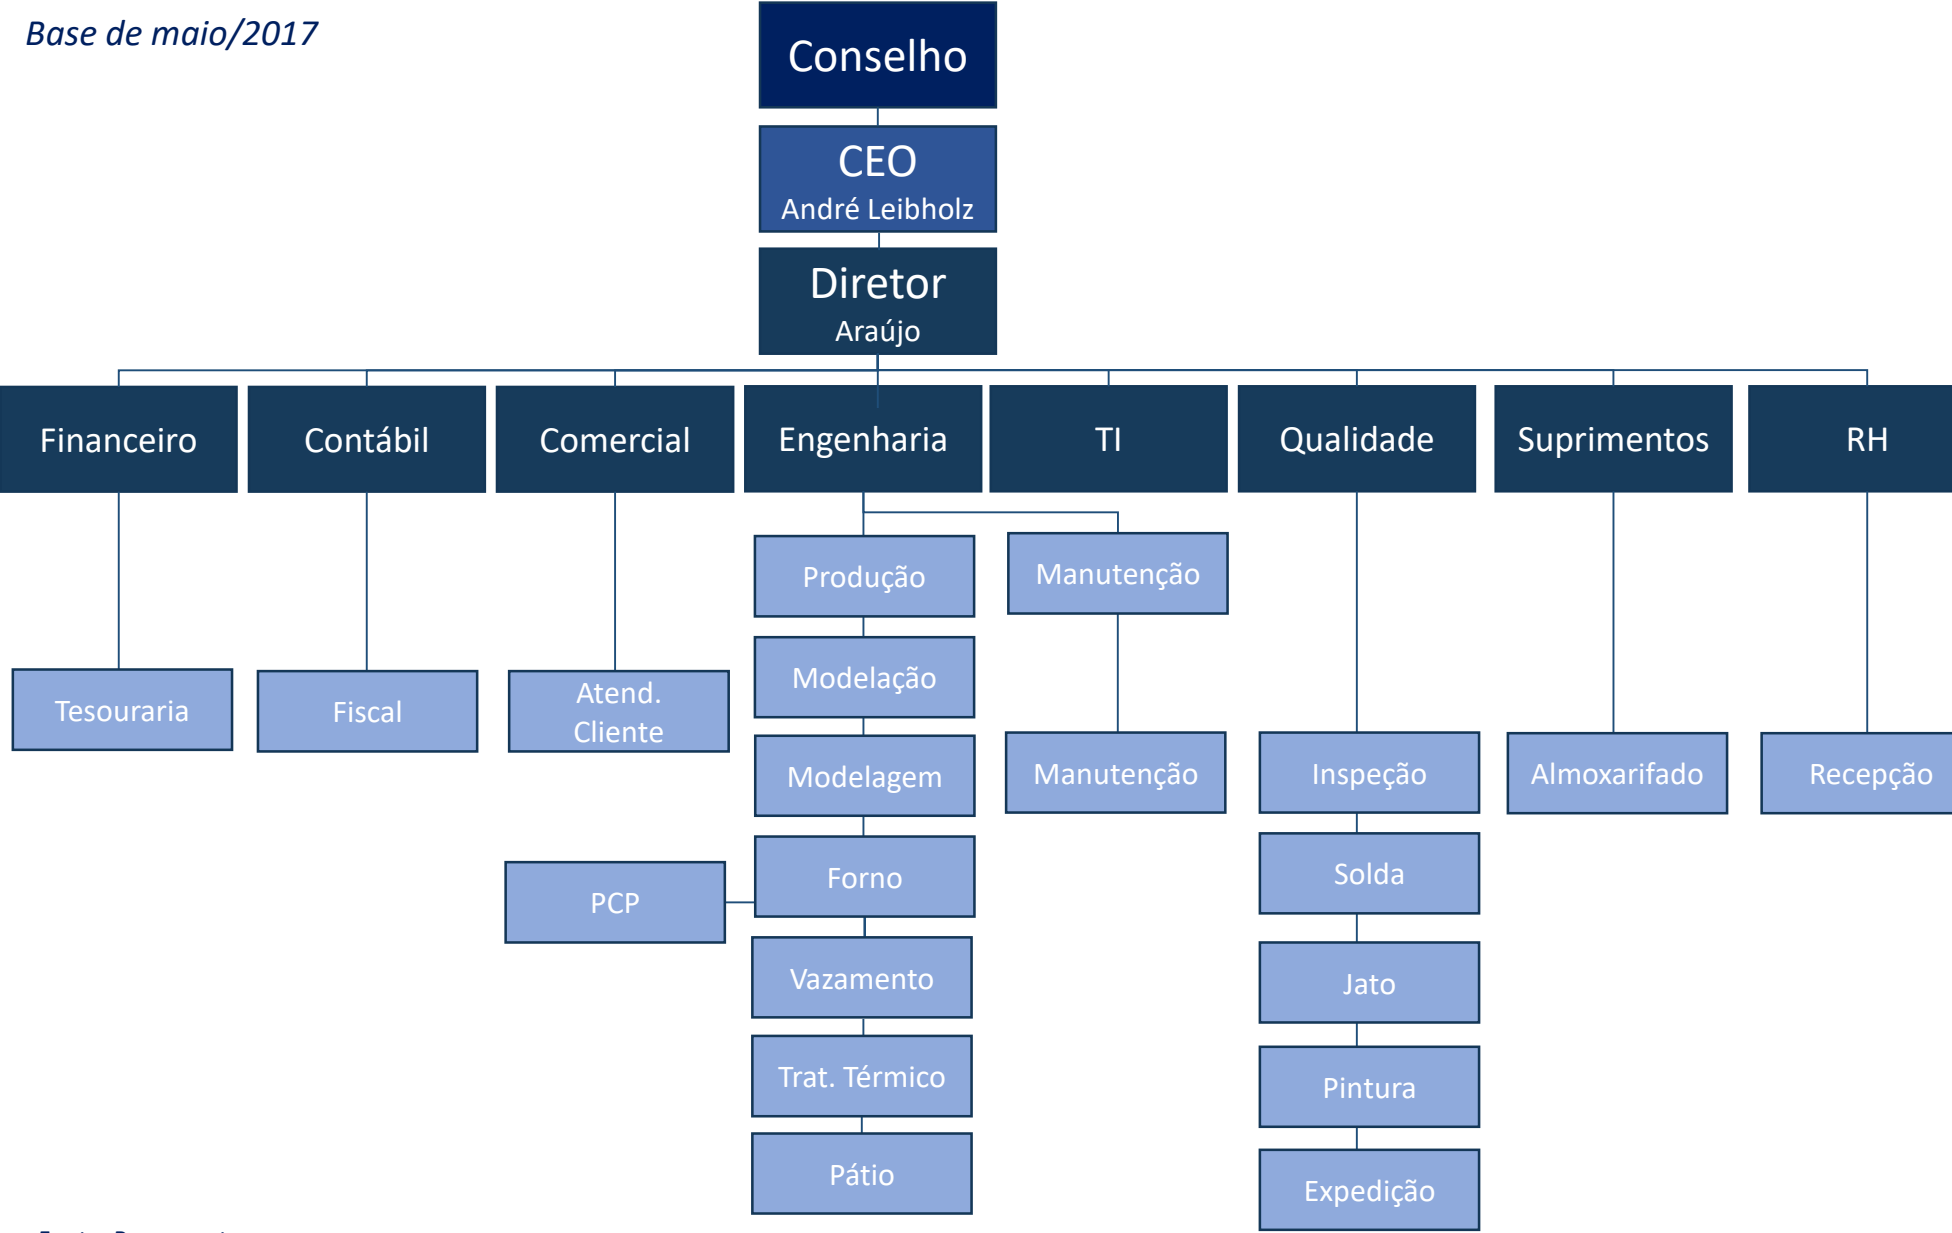 Base de maio/2017
Conselho
CEO
André Leibholz
Diretor
Araújo
Financeiro
Contábil
Comercial
Engenharia
TI
Qualidade
Suprimentos
RH
Produção
Manutenção
Tesouraria
Fiscal
Atend.
Cliente
Modelação
Modelagem
Manutenção
Inspeção
Almoxarifado
Recepção
PCP
Forno
Solda
Vazamento
Jato
Trat. Térmico
Pintura
Pátio
Expedição